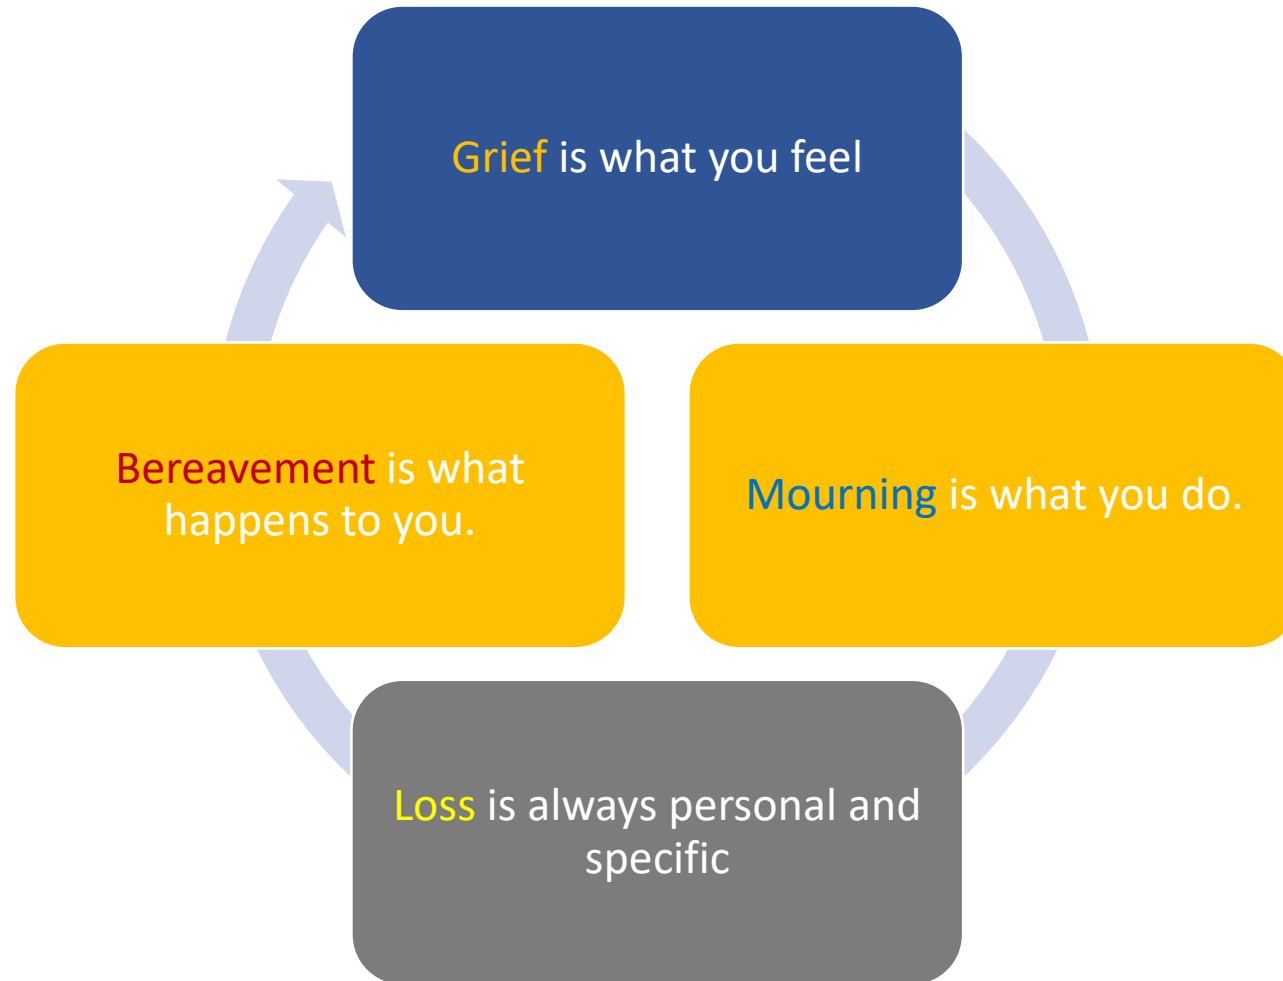 Grief is what you feel
Bereavement is what
happens to you.
Mourning is what you do.
Loss is always personal and
specific